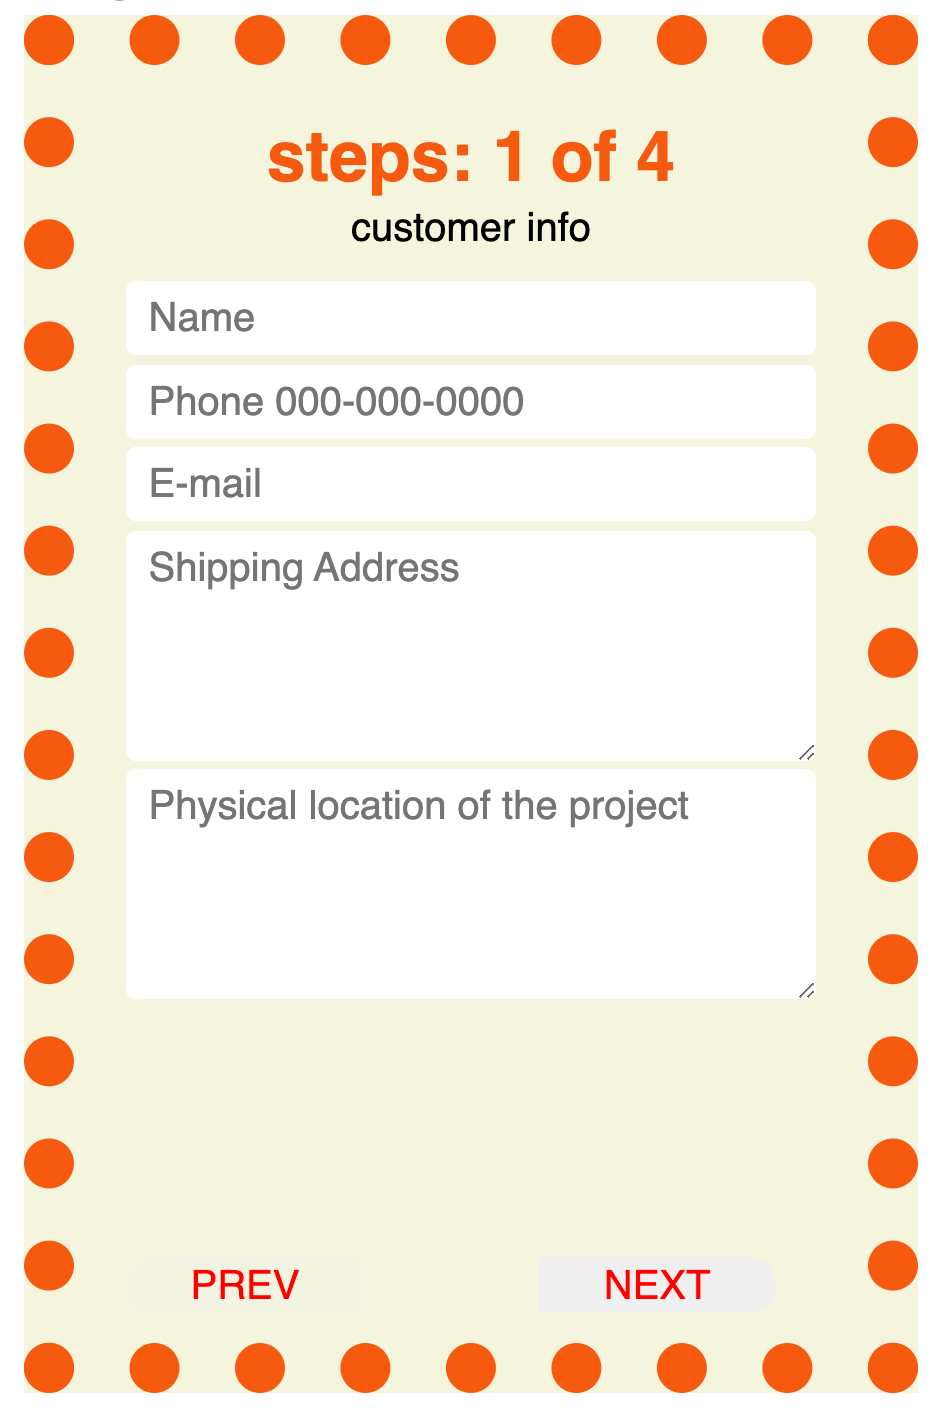 steps: 1 of 4
customer info
Name
Phone 000-000-0000
E-mail
Shipping Address
Physical location of the project
PREV NEXT